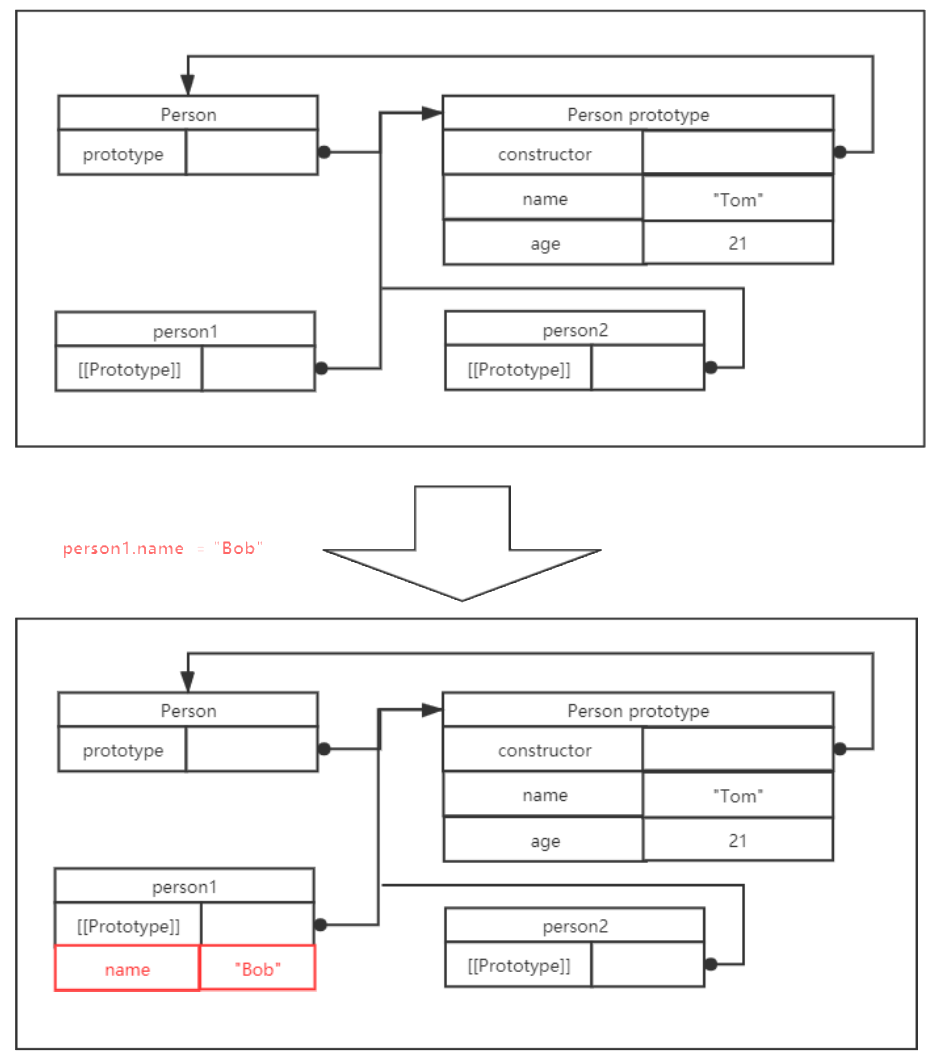 Person
prototype
Person prototype
constructor
name "Tom"
age 21
person1
[[Prototype]]
person2
[[Prototype]]
person1.name = "Bob"
Person
prototype
Person prototype
constructor
name "Tom"
age 21
person1
[[Prototype]]
name "Bob"
person2
[[Prototype]]